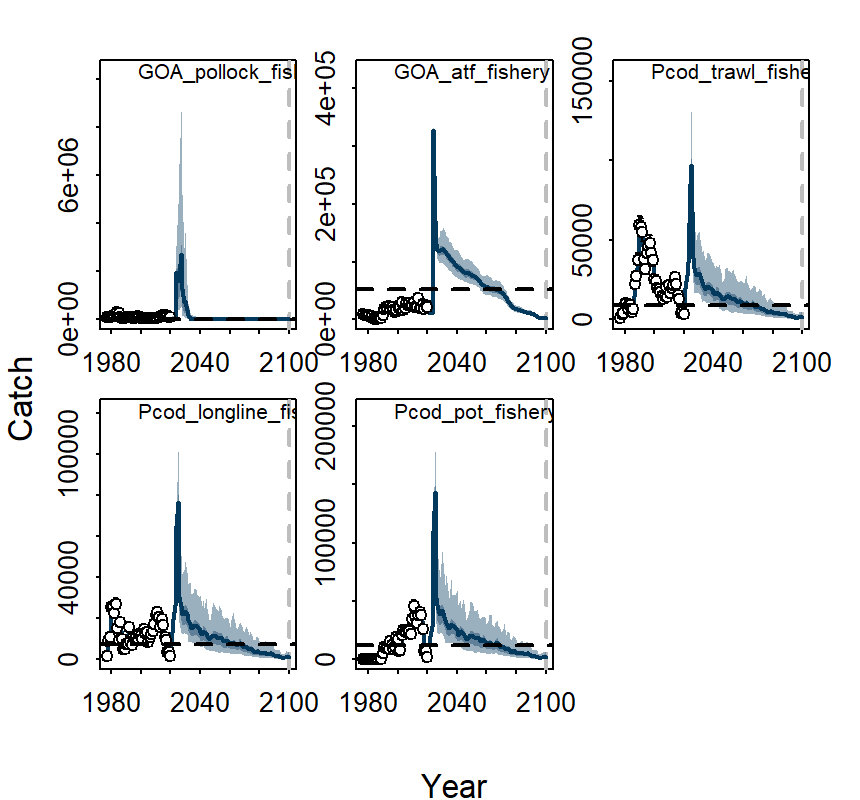 GOA_pollock_fis
GOA_atf_fishery
Pcod_trawl_fishe
0e+00
6e+06
0e+00
2e+05
4e+05
0
50000
150000
1980
2040
2100
1980
2040
2100
1980
2040
2100
Catch
Pcod_longline_fis
Pcod_pot_fishery
0
40000
100000
0
100000
200000
1980
2040
2100
1980
2040
2100
Year